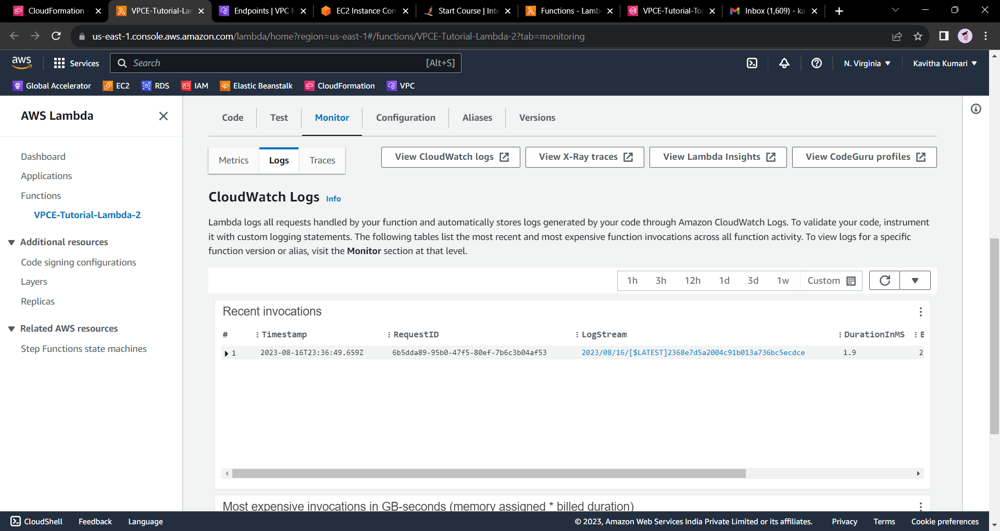 CloudFormation -
VPCE-Tutorial-Lam
Endpoints | VPC M
EC2 Instance Con
Start Course | Inte
Functions - Lamb
VPCE-Tutorial-To
Inbox (1,609) - ka
us-east-1.console.aws.amazon.com/lambda/home?region=us-east-1#/functions/VPCE-Tutorial-Lambda-2?tab=monitoring
aws
Services
Search
[Alt+S]
N. Virginia
Kavitha Kumari
Global Accelerator
EC2
RDS
IAM
Elastic Beanstalk
CloudFormation
VPC
AWS Lambda
Dashboard
Applications
Functions
VPCE-Tutorial-Lambda-2
Additional resources
Code signing configurations
Layers
Replicas
Related AWS resources
Step Functions state machines
Code
Test
Monitor
Configuration
Aliases
Versions
Metrics
Logs
Traces
View CloudWatch logs
View X-Ray traces
View Lambda Insights
View CodeGuru profiles
CloudWatch Logs Info
Lambda logs all requests handled by your function and automatically stores logs generated by your code through Amazon CloudWatch Logs. To validate your code, instrument
it with custom logging statements. The following tables list the most recent and most expensive function invocations across all function activity. To view logs for a specific
function version or alias, visit the Monitor section at that level.
1h
3h
12h
1d
3d
1w
Custom
Recent invocations
# Timestamp RequestID LogStream DurationInMS B
1 2023-08-16T23:36:49.659Z 6b5dda89-95b0-47f5-80ef-7b6c3b04af53 2023/08/16/[$LATEST]2368e7d5a2004c91b013a736bc5ecdce 1.9 2
Most expensive invocations in GB-seconds (memory assigned * billed duration)
CloudShell
Feedback
Language
© 2023, Amazon Web Services India Private Limited or its affiliates.
Privacy
Terms
Cookie preferences